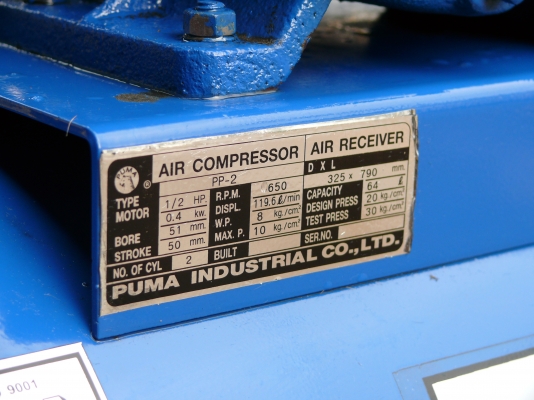 PUMA ®
AIR COMPRESSOR
TYPE PP-2
MOTOR 1/2 HP.
0.4 kw.
BORE 51 mm.
STROKE 50 mm.
NO. OF CYL 2
R.P.M. 650
DISPL. 119.6 ℓ/min
W.P. 8 kg./cm²
MAX. P. 10 kg./cm²
BUILT
AIR RECEIVER
D X L
325 x 790 mm.
CAPACITY 64 ℓ
DESIGN PRESS 20 kg./cm²
TEST PRESS 30 kg./cm²
SER.NO.
PUMA INDUSTRIAL CO., LTD.
9001